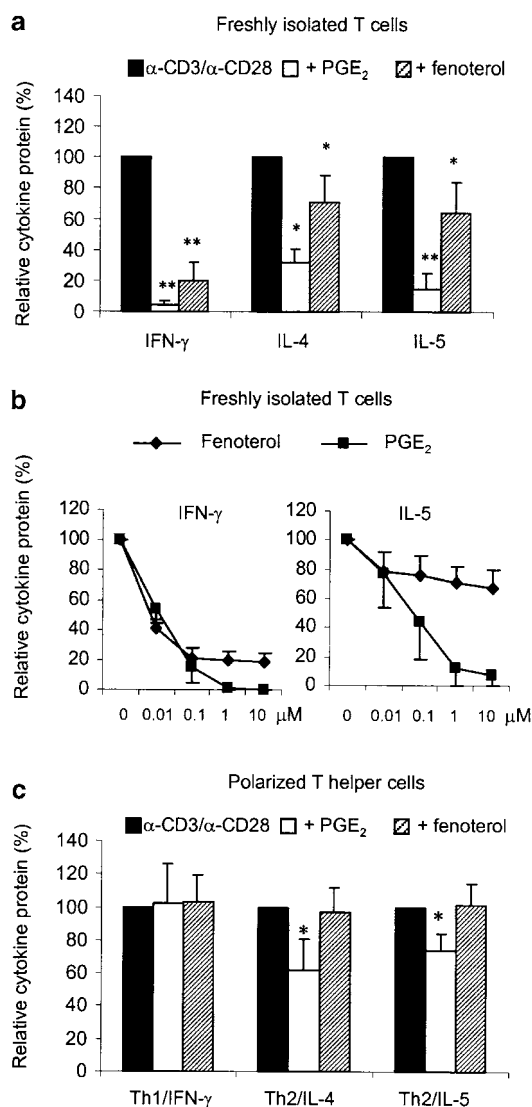 a
Freshly isolated T cells
α-CD3/α-CD28 + PGE₂ + fenoterol
Relative cytokine protein (%)
140
120
100
80
60
40
20
0
** ** * * ** *
IFN-γ IL-4 IL-5
b
Freshly isolated T cells
Fenoterol PGE₂
Relative cytokine protein (%)
IFN-γ
120
100
80
60
40
20
0
0 0.01 0.1 1 10 μM
IL-5
120
100
80
60
40
20
0
0 0.01 0.1 1 10 μM
c
Polarized T helper cells
α-CD3/α-CD28 + PGE₂ + fenoterol
Relative cytokine protein (%)
140
120
100
80
60
40
20
0
* *
Th1/IFN-γ Th2/IL-4 Th2/IL-5